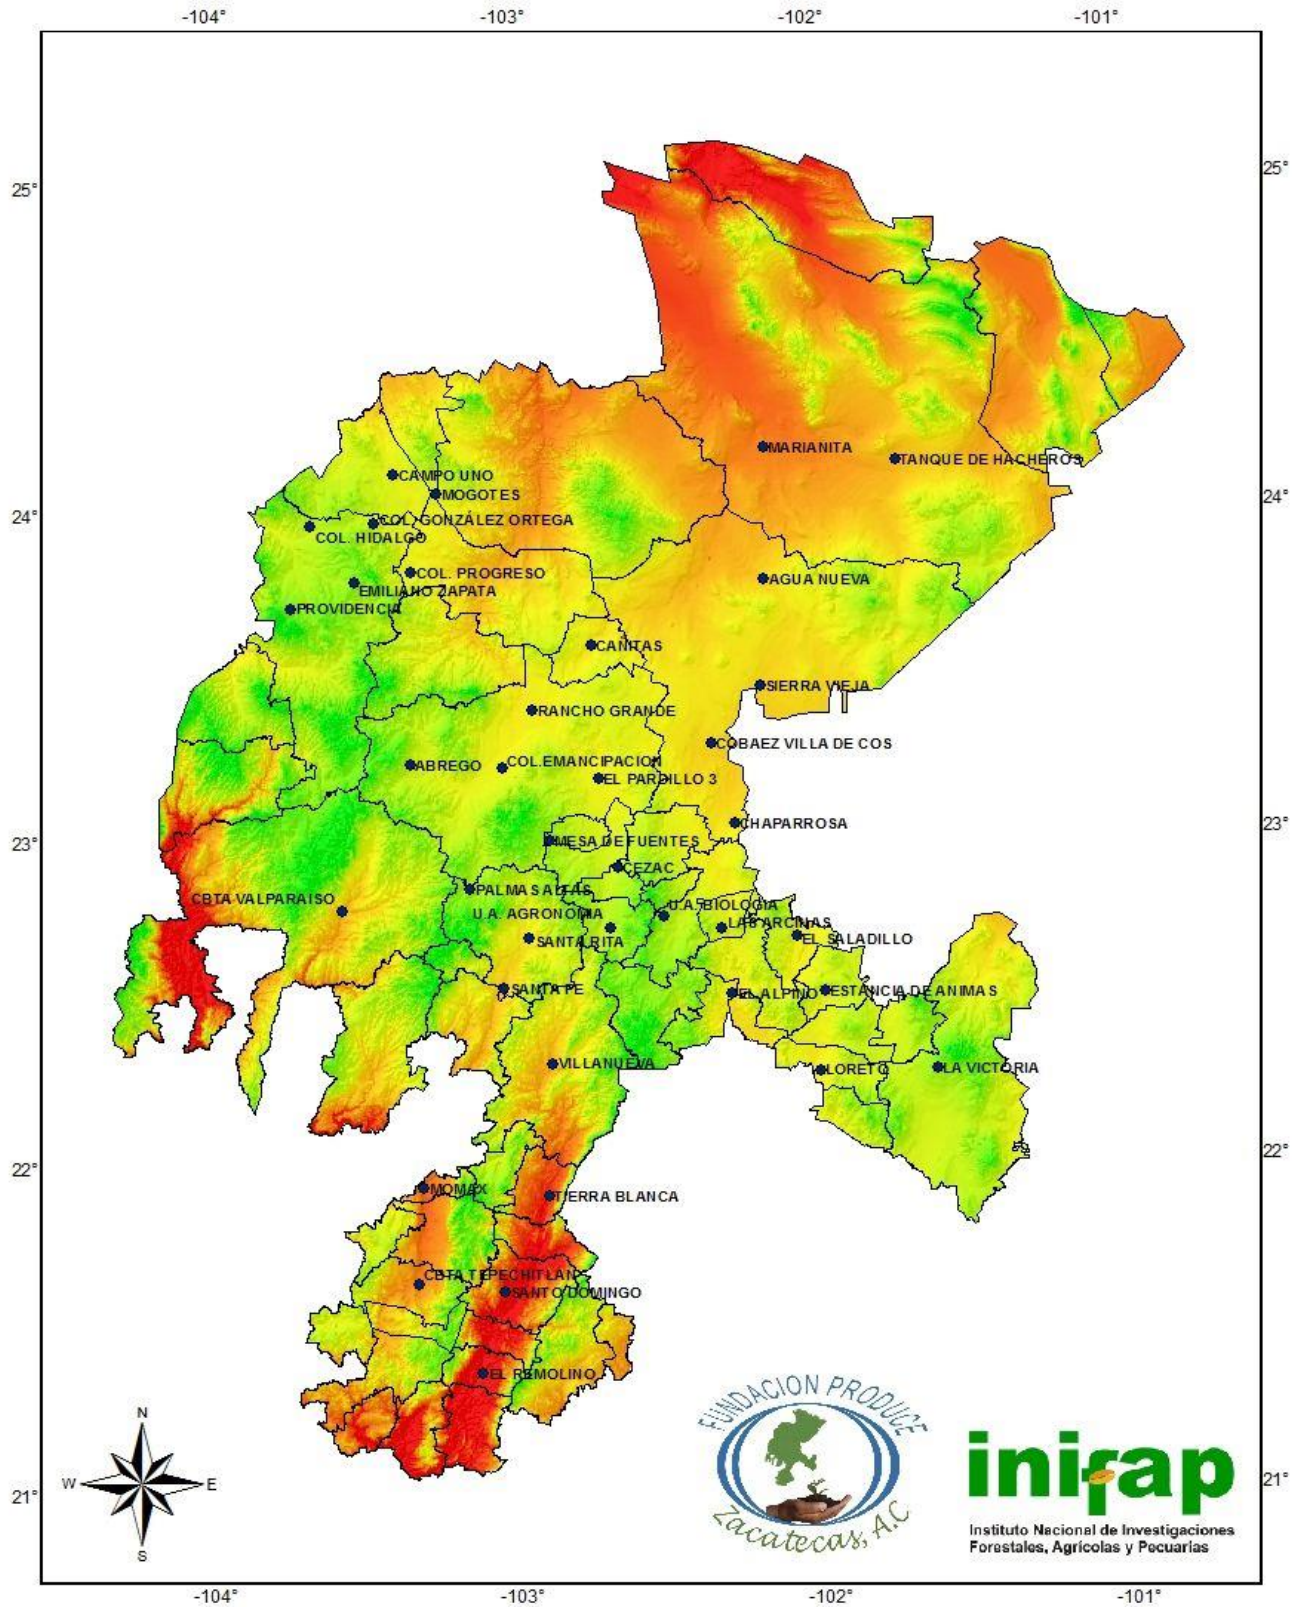 -104°
-103°
-102°
-101°
25°
25°
MARIANITA
TANQUE DE HACHEROS
CAMPO UNO
MOGOTES
24°
24°
COL. GONZÁLEZ ORTEGA
COL. HIDALGO
COL. PROGRESO
AGUA NUEVA
EMILIANO ZAPATA
PROVIDENCIA
CAÑITAS
SIERRA VIEJA
RANCHO GRANDE
COBAEZ VILLA DE COS
COL.EMANCIPACION
ABREGO
EL PARDILLO 3
23°
23°
CHAPARROSA
MESA DE FUENTES
CEZAC
PALMAS ALTAS
CBTA VALPARAISO
U.A. BIOLOGIA
U.A. AGRONOMIA
LAS ARCINAS
SANTA RITA
EL SALADILLO
SANTA FE
EL ALPINO
ESTANCIA DE ANIMAS
VILLANUEVA
LORETO
LA VICTORIA
22°
22°
MOMAX
TIERRA BLANCA
CBTA TEPECHITLAN
SANTO DOMINGO
EL REMOLINO
FUNDACION PRODUCE
Zacatecas, A.C
N
W
E
S
21°
21°
inifap
Instituto Nacional de Investigaciones
Forestales, Agrícolas y Pecuarias
-104°
-103°
-102°
-101°